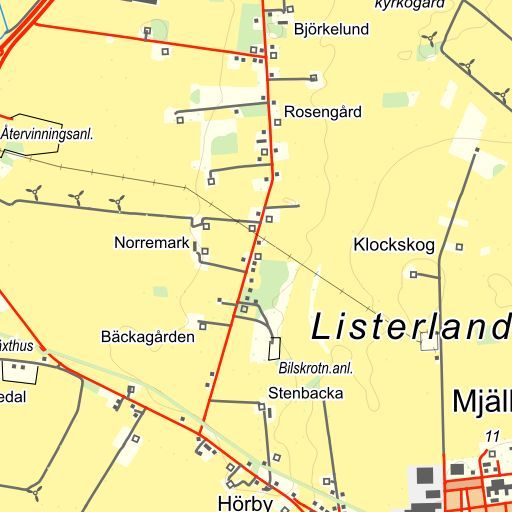 kyrkogård
Björkelund
Rosengård
Återvinningsanl.
Norremark
Klockskog
Listerland
Bäckagården
Bilskrotn.anl.
Stenbacka
Mjäll
11
Hörby